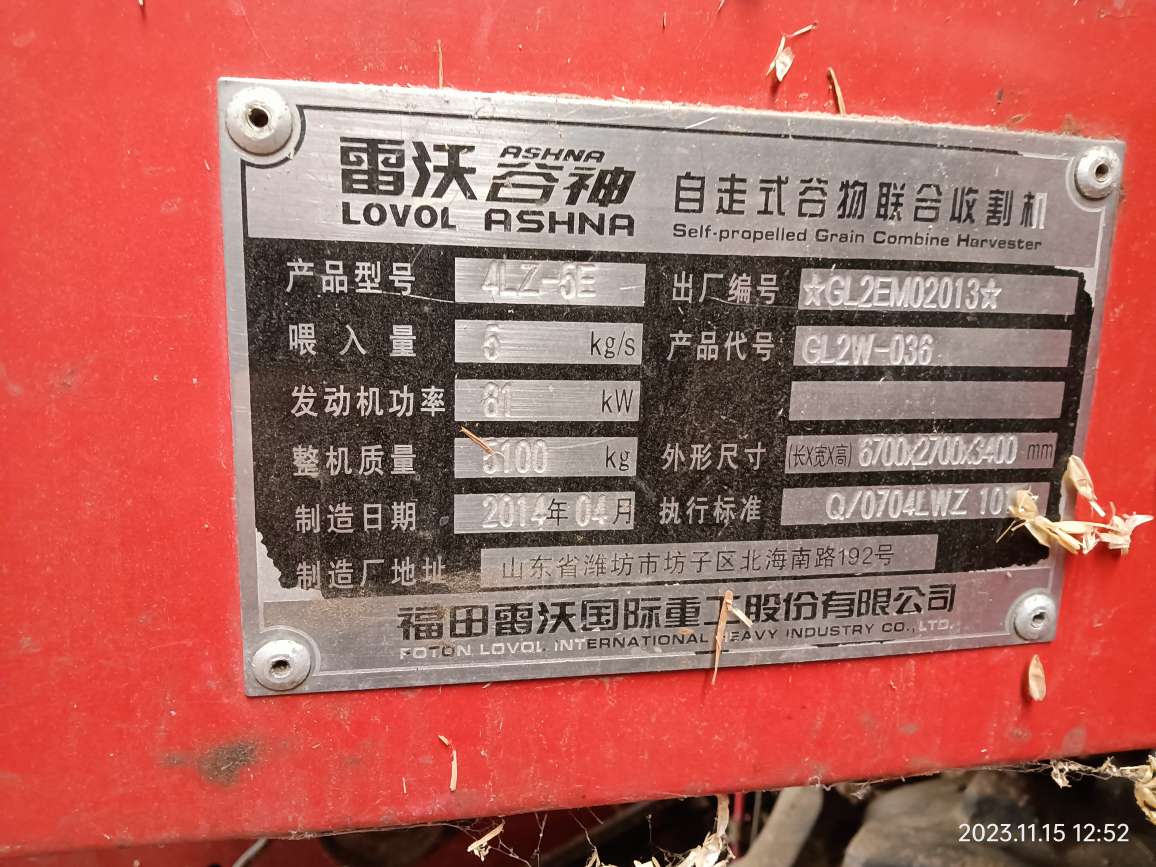 雷沃 谷神 ASHNA
LOVOL ASHNA
自走式谷物联合收割机
Self-propelled Grain Combine Harvester
产品型号 4LZ-5E 出厂编号 ☆GL2EM02013☆
喂入量 5 kg/s 产品代号 GL2W-036
发动机功率 81 kW
整机质量 5100 kg 外形尺寸 (长X宽X高) 6700x2700x3400 mm
制造日期 2014年04月 执行标准 Q/0704LWZ
制造厂地址 山东省潍坊市坊子区北海南路192号
福田雷沃国际重工股份有限公司
FOTON LOVOL INTERNATIONAL HEAVY INDUSTRY CO.,LTD.
2023.11.15 12:52